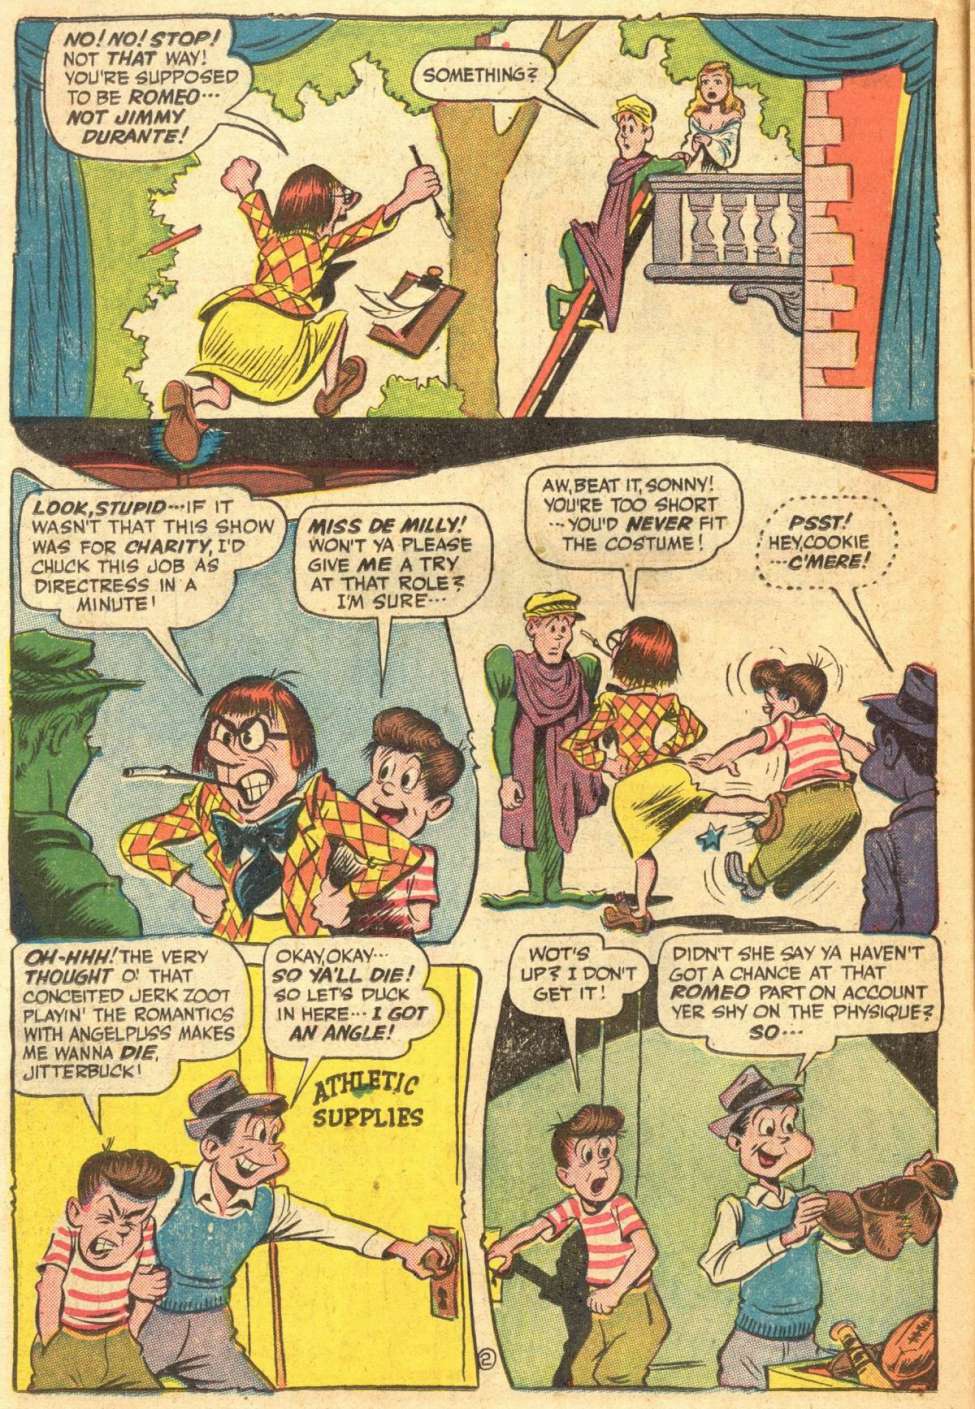 NO! NO! STOP!
NOT THAT WAY!
YOU'RE SUPPOSED
TO BE ROMEO...
NOT JIMMY
DURANTE!
SOMETHING?
LOOK, STUPID...IF IT
WASN'T THAT THIS SHOW
WAS FOR CHARITY, I'D
CHUCK THIS JOB AS
DIRECTRESS IN A
MINUTE!
MISS DE MILLY!
WON'T YA PLEASE
GIVE ME A TRY
AT THAT ROLE?
I'M SURE...
AW, BEAT IT, SONNY!
YOU'RE TOO SHORT
...YOU'D NEVER FIT
THE COSTUME!
PSST!
HEY, COOKIE
...C'MERE!
OH-HHH! THE VERY
THOUGHT O' THAT
CONCEITED JERK ZOOT
PLAYIN' THE ROMANTICS
WITH ANGELPUSS MAKES
ME WANNA DIE,
JITTERBUCK!
OKAY, OKAY...
SO YA'LL DIE!
SO LET'S DUCK
IN HERE...I GOT
AN ANGLE!
ATHLETIC
SUPPLIES
WOT'S
UP? I DON'T
GET IT!
DIDN'T SHE SAY YA HAVEN'T
GOT A CHANCE AT THAT
ROMEO PART ON ACCOUNT
YER SHY ON THE PHYSIQUE?
SO...
2